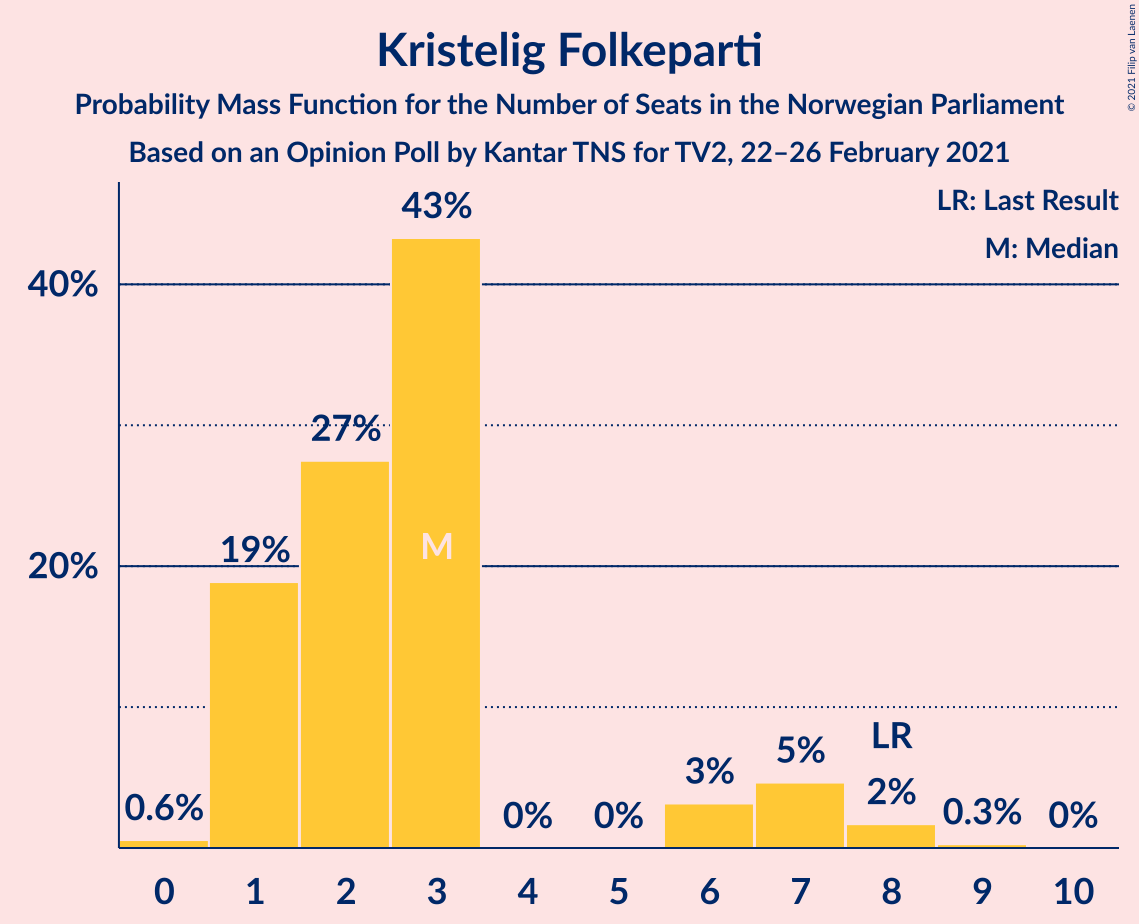 Kristelig Folkeparti
Probability Mass Function for the Number of Seats in the Norwegian Parliament
Based on an Opinion Poll by Kantar TNS for TV2, 22–26 February 2021
© 2021 Filip van Laenen
LR: Last Result
M: Median
43%
40%
27%
M
19%
20%
LR
5%
3%
2%
0.6%
0%
0%
0.3%
0%
0 1 2 3 4 5 6 7 8 9 10